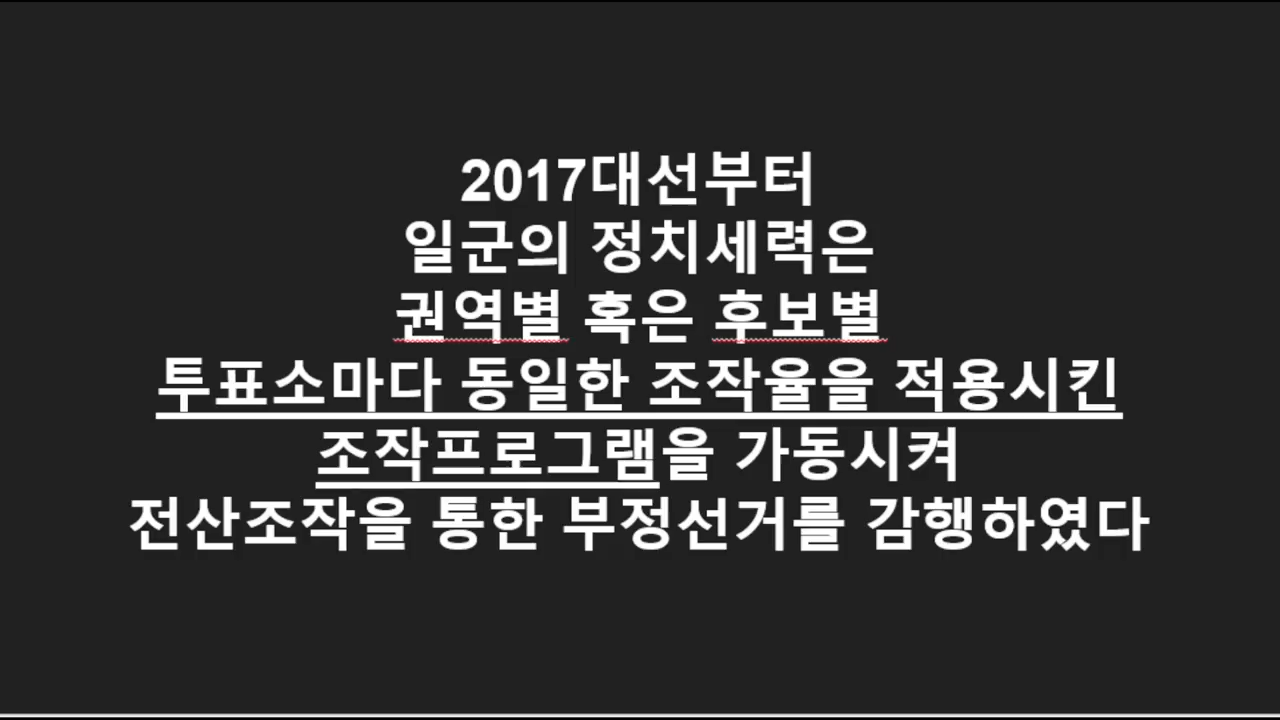 2017대선부터
일군의 정치세력은
권역별 혹은 후보별
투표소마다 동일한 조작율을 적용시킨
조작프로그램을 가동시켜
전산조작을 통한 부정선거를 감행하였다